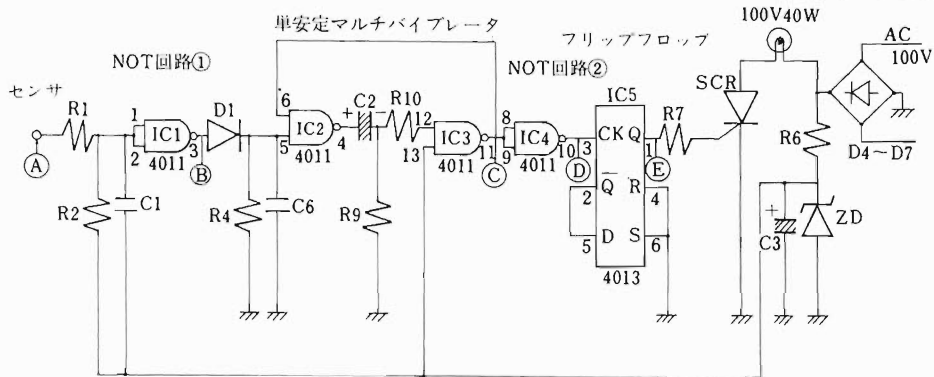 単安定マルチバイブレータ
100V40W
フリップフロップ
AC
100V
NOT回路①
NOT回路②
センサ
SCR
R1
D1
C2
R10
IC5
R7
R6
1
2
3
IC1
4011
6
5
4
IC2
4011
12
13
11
IC3
4011
8
9
10
IC4
4011
3
CK
Q
1
2
Q̅
R
4
5
D
S
6
4013
D4～D7
Ⓐ
Ⓑ
Ⓒ
Ⓓ
Ⓔ
R2
C1
R4
C6
R9
+
−
+
C3
ZD